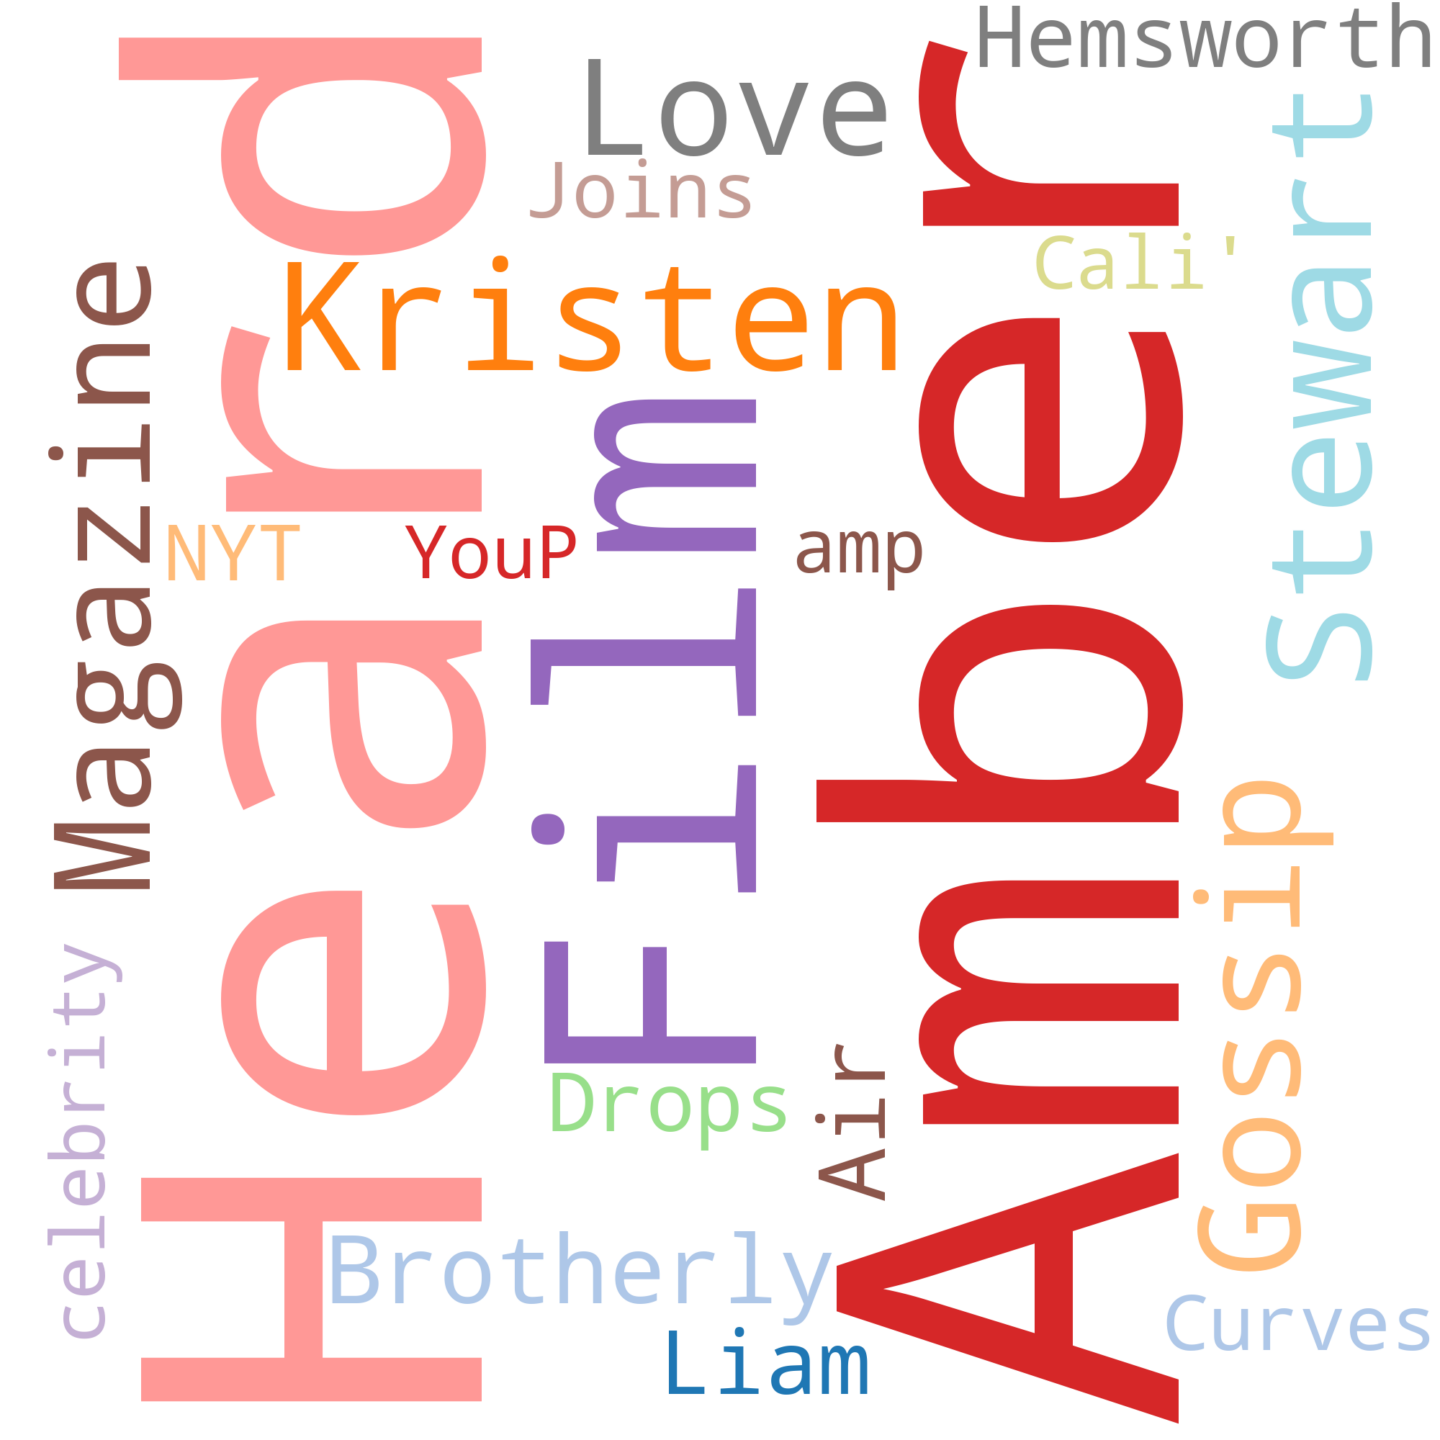 Hemsworth
Love
Joins
Heard
Amber
Stewart
Cali'
Kristen
Magazine
Film
NYT
YouP
amp
Gossip
celebrity
Drops
Air
Brotherly
Curves
Liam